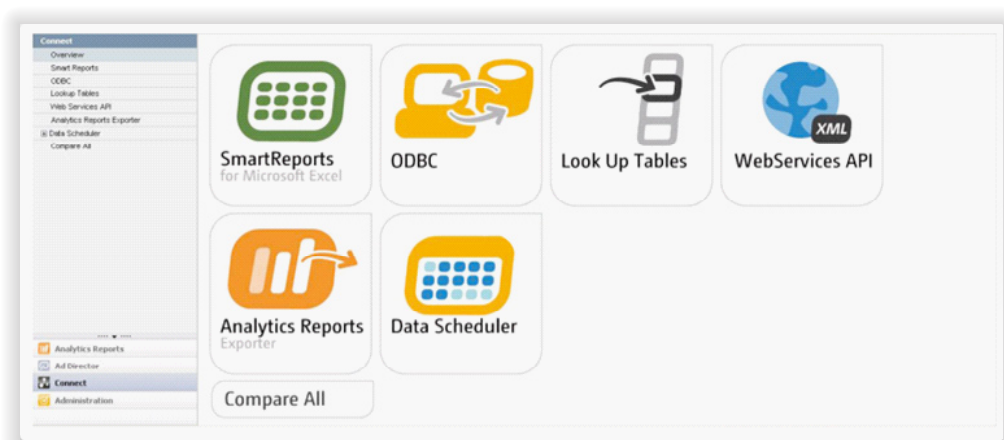 Connect
Overview
Smart Reports
ODBC
Lookup Tables
Web Services API
Analytics Reports Exporter
Data Scheduler
Compare All
Analytics Reports
Ad Director
Connect
Administration
SmartReports
for Microsoft Excel
ODBC
Look Up Tables
XML
WebServices API
Analytics Reports
Exporter
Data Scheduler
Compare All